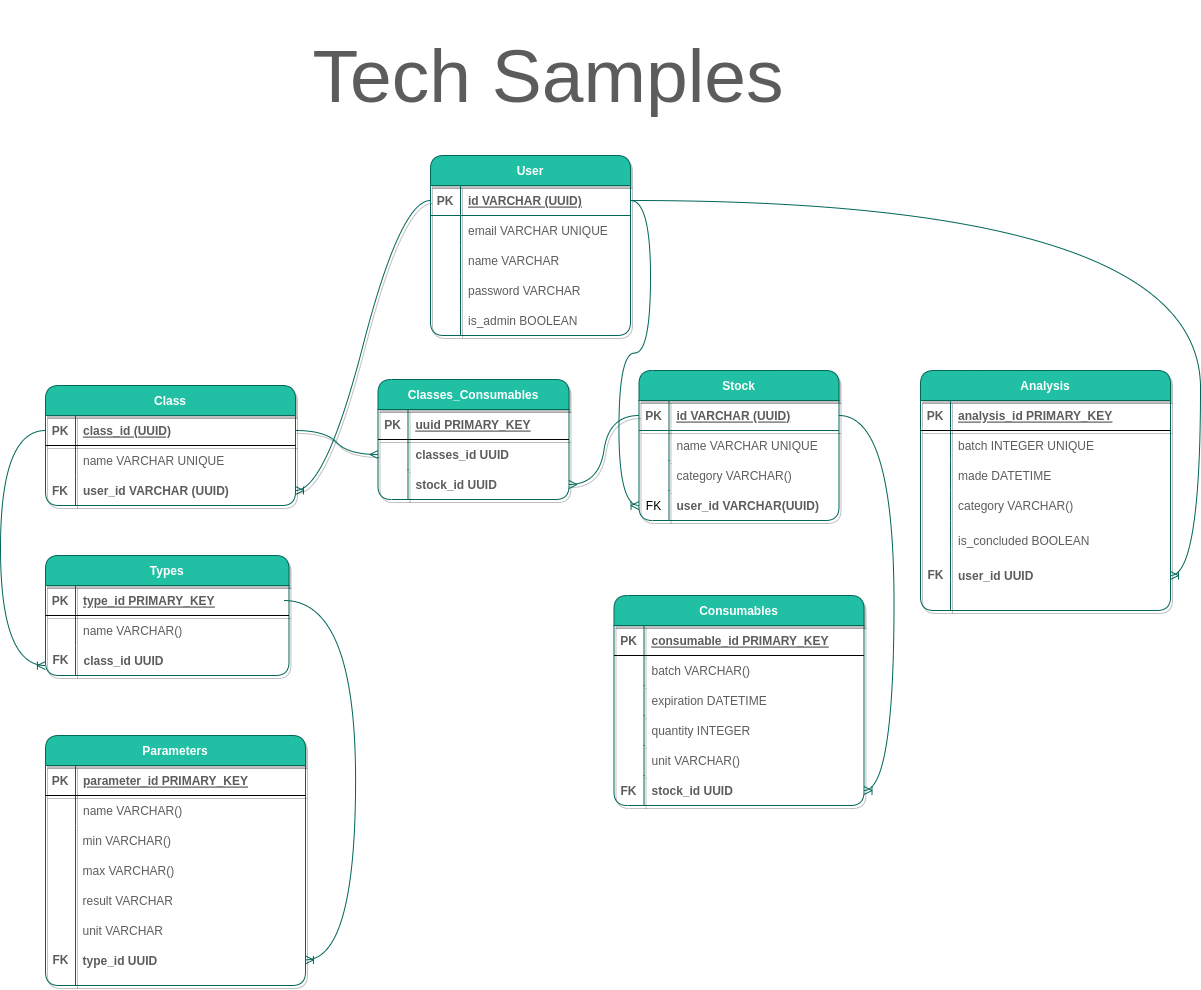 Tech Samples
User
PK id VARCHAR (UUID)
email VARCHAR UNIQUE
name VARCHAR
password VARCHAR
is_admin BOOLEAN
Class
PK class_id (UUID)
name VARCHAR UNIQUE
FK user_id VARCHAR (UUID)
Classes_Consumables
PK uuid PRIMARY_KEY
classes_id UUID
stock_id UUID
Stock
PK id VARCHAR (UUID)
name VARCHAR UNIQUE
category VARCHAR()
FK user_id VARCHAR(UUID)
Analysis
PK analysis_id PRIMARY_KEY
batch INTEGER UNIQUE
made DATETIME
category VARCHAR()
is_concluded BOOLEAN
FK user_id UUID
Types
PK type_id PRIMARY_KEY
name VARCHAR()
FK class_id UUID
Consumables
PK consumable_id PRIMARY_KEY
batch VARCHAR()
expiration DATETIME
quantity INTEGER
unit VARCHAR()
FK stock_id UUID
Parameters
PK parameter_id PRIMARY_KEY
name VARCHAR()
min VARCHAR()
max VARCHAR()
result VARCHAR
unit VARCHAR
FK type_id UUID